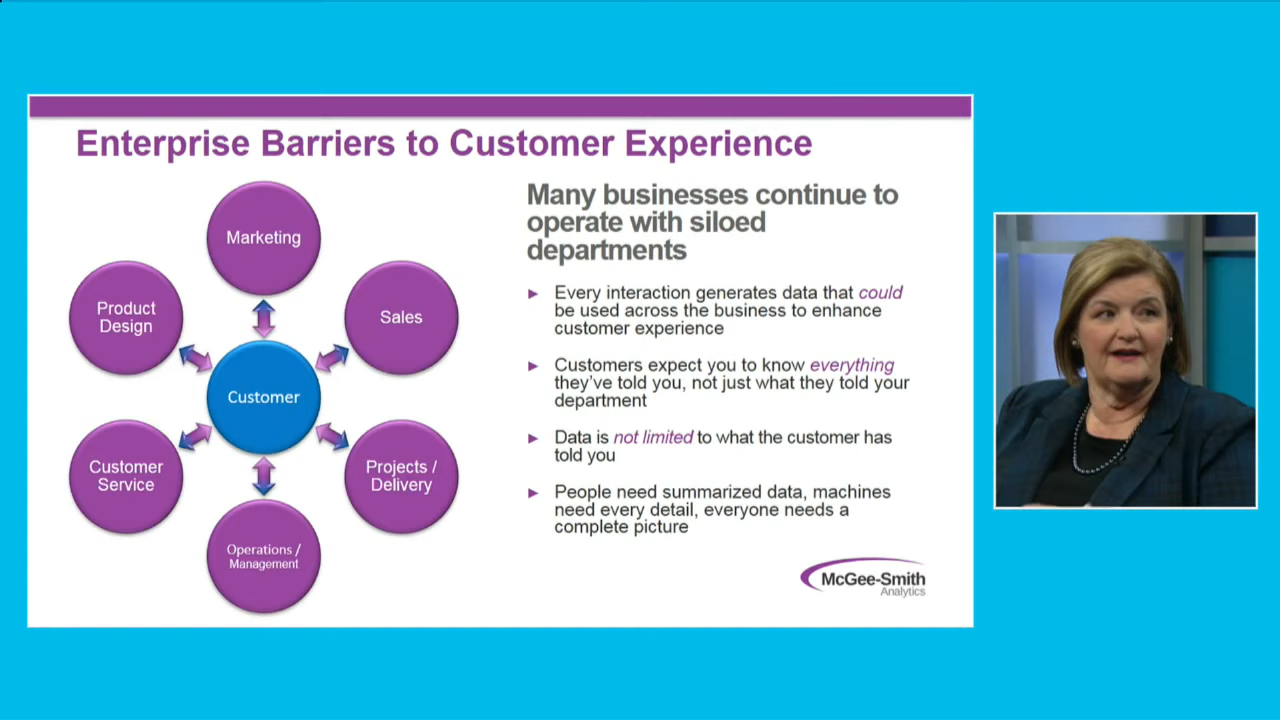 Enterprise Barriers to Customer Experience
Marketing
Product
Design
Sales
Customer
Customer
Service
Projects /
Delivery
Operations /
Management
Many businesses continue to
operate with siloed
departments
Every interaction generates data that could
be used across the business to enhance
customer experience
Customers expect you to know everything
they've told you, not just what they told your
department
Data is not limited to what the customer has
told you
People need summarized data, machines
need every detail, everyone needs a
complete picture
McGee-Smith
Analytics